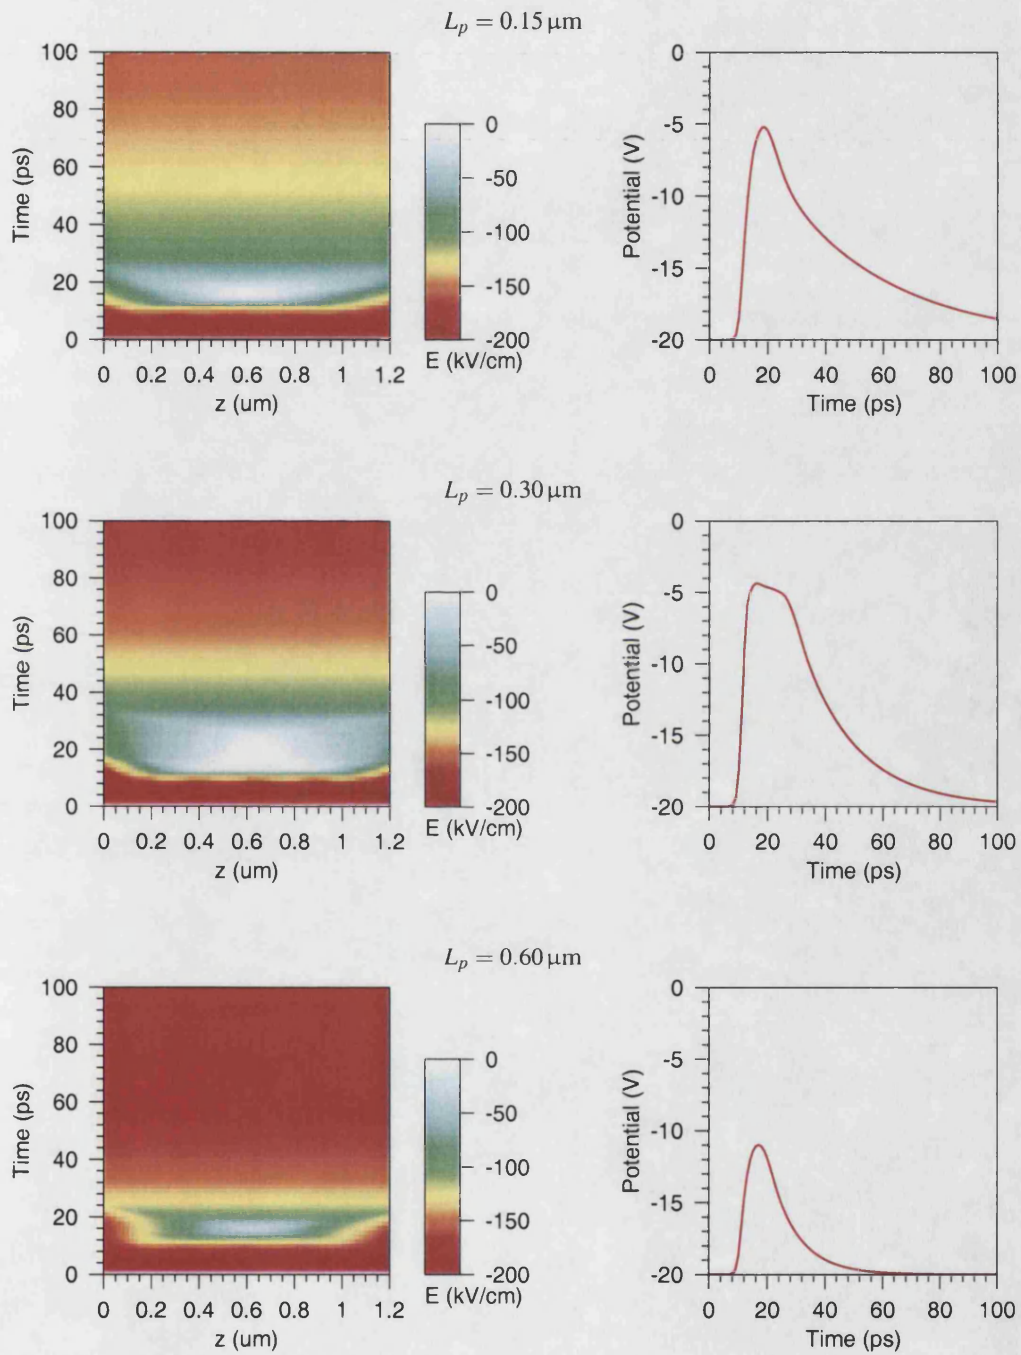 L_p = 0.15 μm
100
80
60
40
20
0
Time (ps)
0 0.2 0.4 0.6 0.8 1 1.2
z (um)
0
-50
-100
-150
-200
E (kV/cm)
0
-5
-10
-15
-20
Potential (V)
0 20 40 60 80 100
Time (ps)
L_p = 0.30 μm
100
80
60
40
20
0
Time (ps)
0 0.2 0.4 0.6 0.8 1 1.2
z (um)
0
-50
-100
-150
-200
E (kV/cm)
0
-5
-10
-15
-20
Potential (V)
0 20 40 60 80 100
Time (ps)
L_p = 0.60 μm
100
80
60
40
20
0
Time (ps)
0 0.2 0.4 0.6 0.8 1 1.2
z (um)
0
-50
-100
-150
-200
E (kV/cm)
0
-5
-10
-15
-20
Potential (V)
0 20 40 60 80 100
Time (ps)